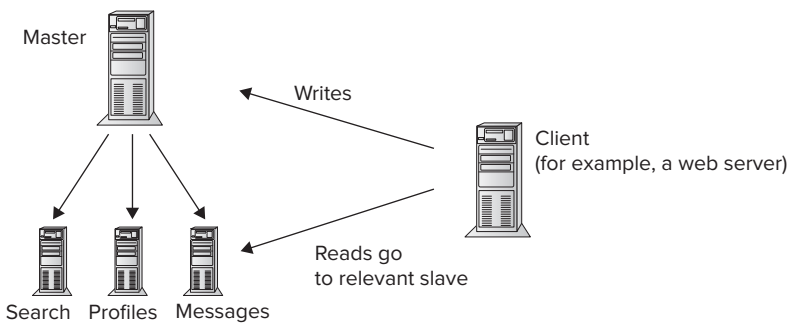 Master
Writes
Client
(for example, a web server)
Reads go
to relevant slave
Search
Profiles
Messages